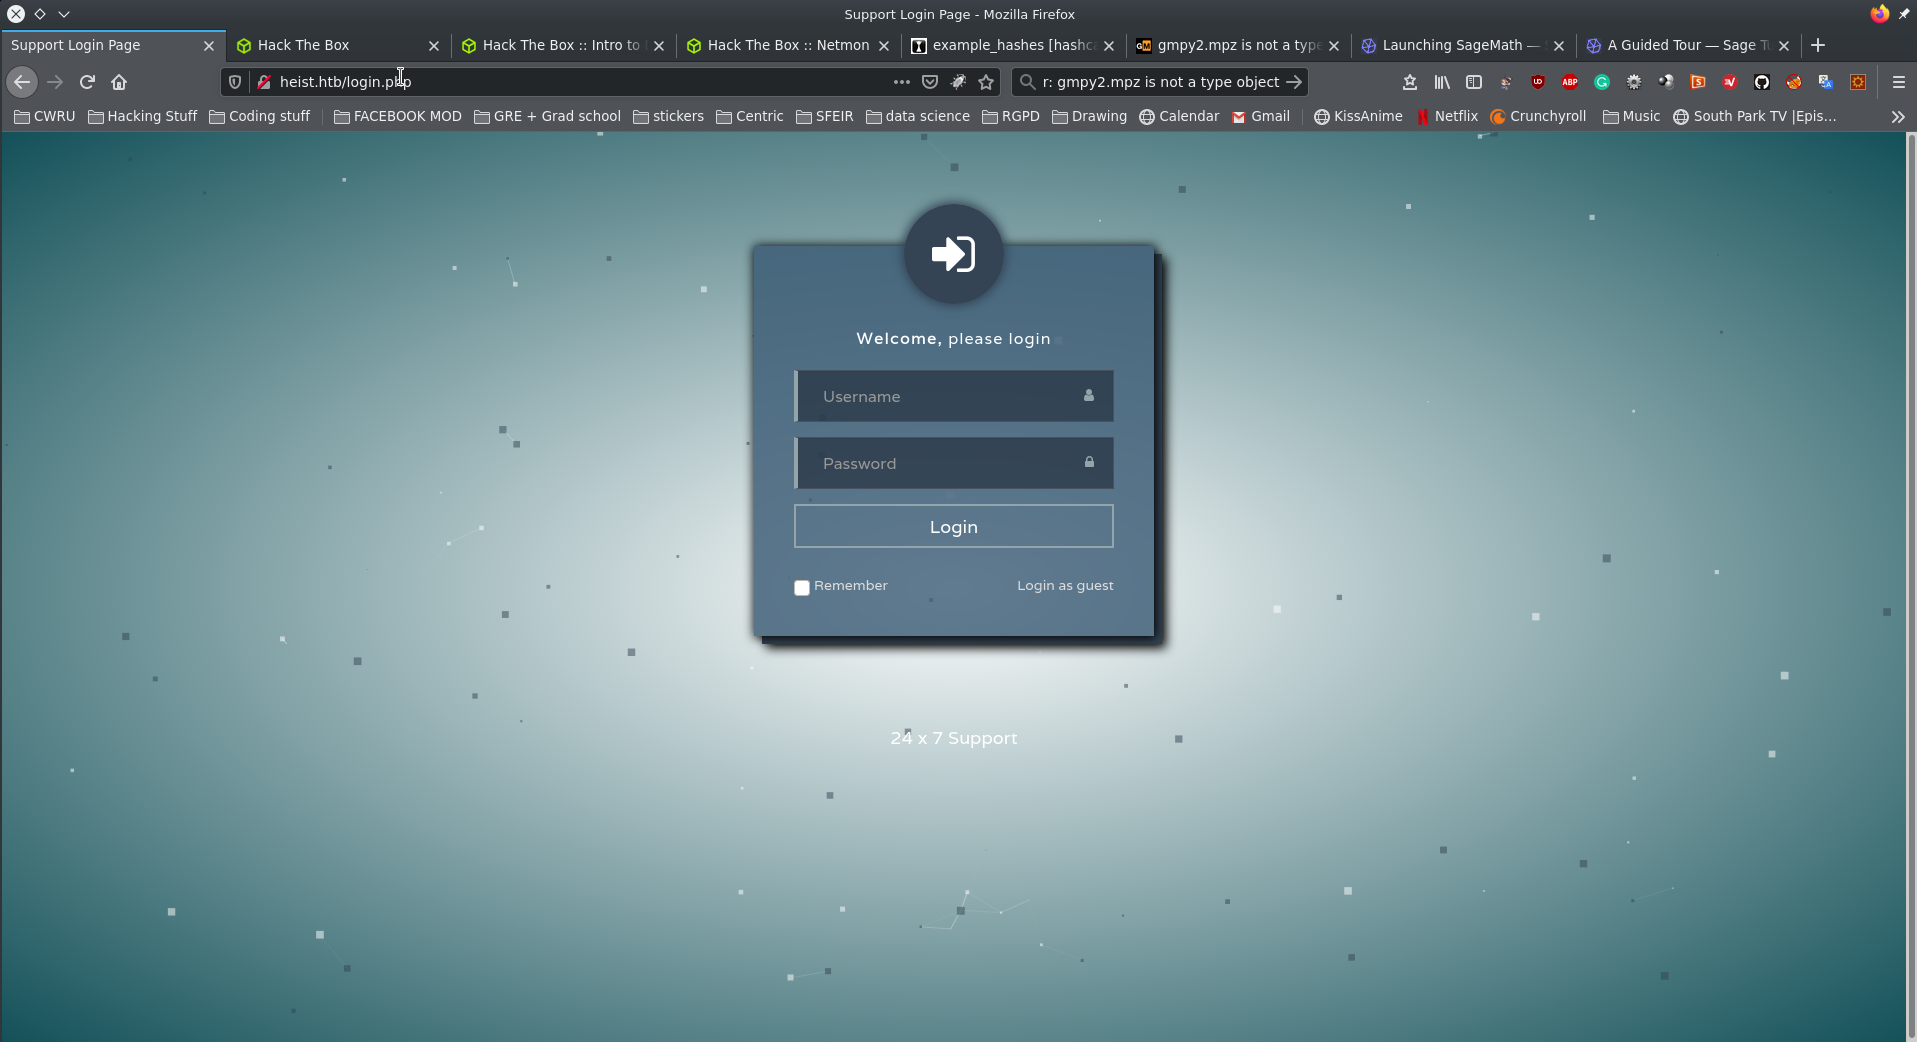 Support Login Page - Mozilla Firefox
Support Login Page
Hack The Box
Hack The Box :: Intro to
Hack The Box :: Netmon
example_hashes [hashc
gmpy2.mpz is not a type
Launching SageMath —
A Guided Tour — Sage Tu
heist.htb/login.php
r: gmpy2.mpz is not a type object
CWRU
Hacking Stuff
Coding stuff
FACEBOOK MOD
GRE + Grad school
stickers
Centric
SFEIR
data science
RGPD
Drawing
Calendar
Gmail
KissAnime
Netflix
Crunchyroll
Music
South Park TV |Epis...
Welcome, please login
Username
Password
Login
Remember
Login as guest
24 x 7 Support